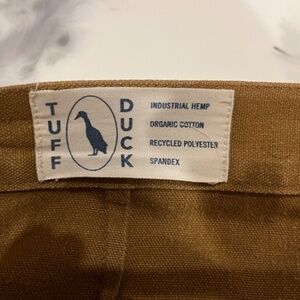 TUFF
DUCK
INDUSTRIAL HEMP
ORGANIC COTTON
RECYCLED POLYESTER
SPANDEX